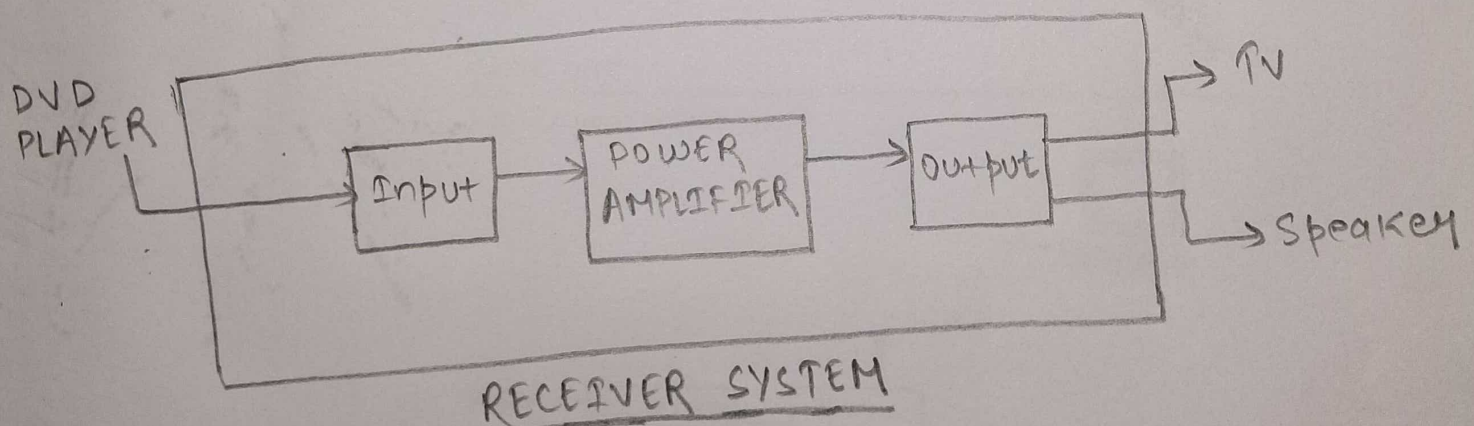 DVD
PLAYER
Input
POWER
AMPLIFIER
Output
TV
Speaker
RECEIVER SYSTEM